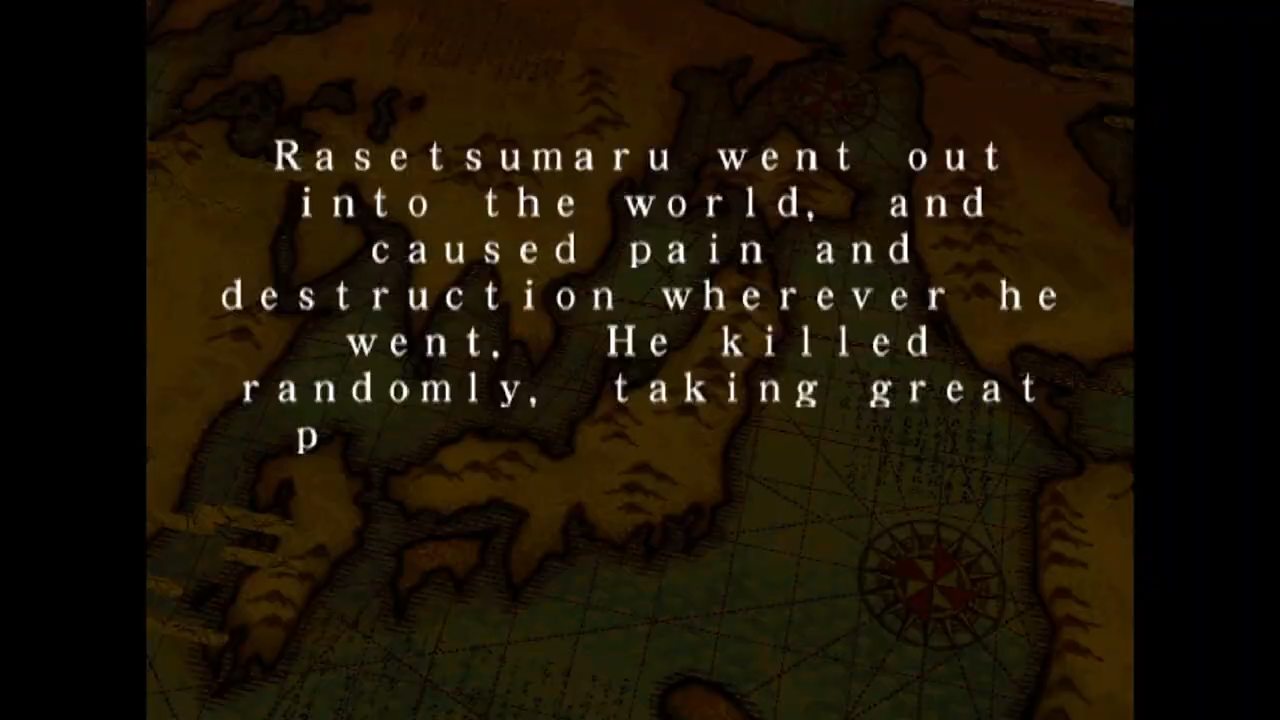 Rasetsumaru went out
into the world, and
caused pain and
destruction wherever he
went. He killed
randomly, taking great
p